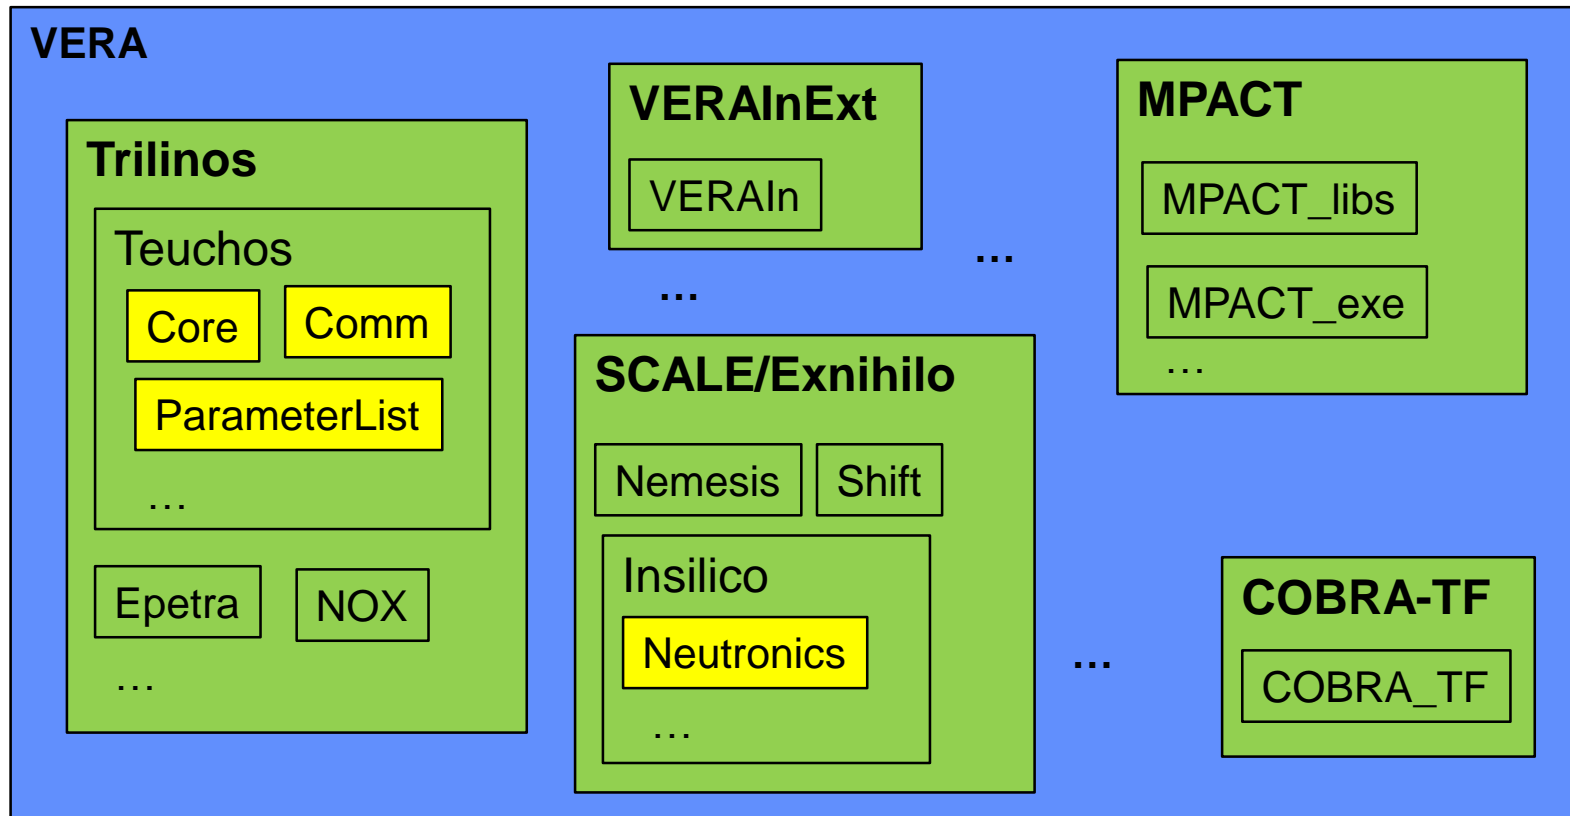 VERA
Trilinos
Teuchos
Core
Comm
ParameterList
...
Epetra
NOX
...
VERAInExt
VERAIn
...
...
SCALE/Exnihilo
Nemesis
Shift
Insilico
Neutronics
...
...
MPACT
MPACT_libs
MPACT_exe
...
COBRA-TF
COBRA_TF